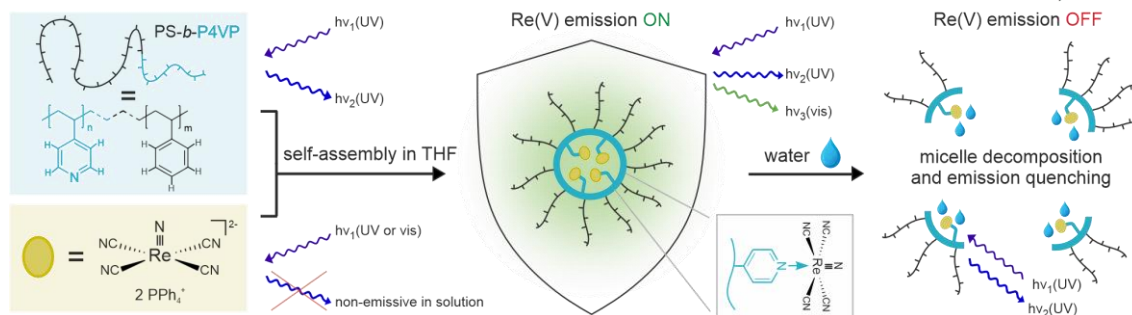 PS-b-P4VP
=
n
m
H H H H H
N
H H H H H
= 
N
CN
Re
CN
NC
CN
2-
2 PPh₄⁺
hν₁(UV)
hν₂(UV)
self-assembly in THF
hν₁(UV or vis)
non-emissive in solution
Re(V) emission ON
hν₁(UV)
hν₂(UV)
hν₃(vis)
water
N
NC
CN
Re
N
CN
CN
Re(V) emission OFF
micelle decomposition
and emission quenching
hν₁(UV)
hν₂(UV)